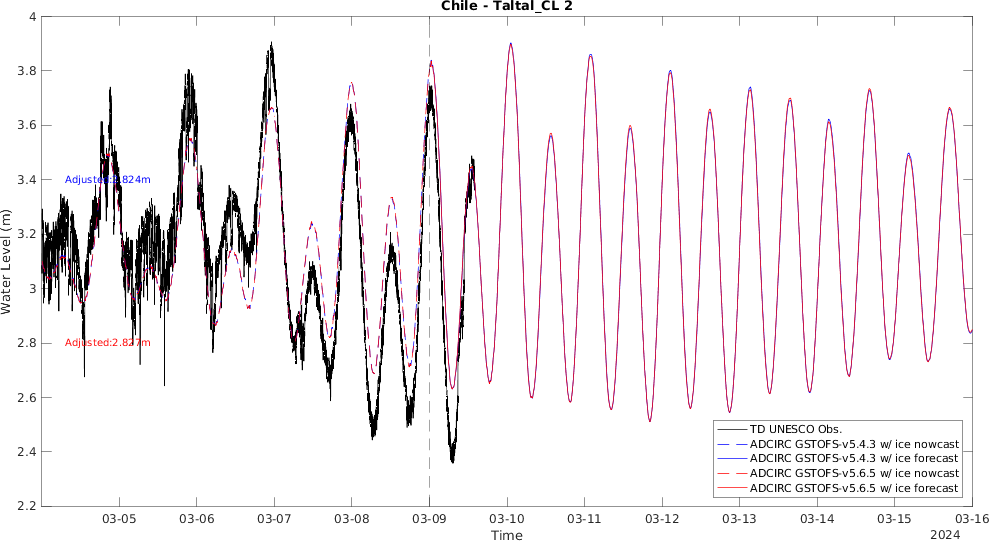 Chile - Taltal_CL 2
4
3.8
3.6
3.4
3.2
3
2.8
2.6
2.4
2.2
Water Level (m)
Adjusted:2.824m
Adjusted:2.827m
TD UNESCO Obs.
ADCIRC GSTOFS-v5.4.3 w/ ice nowcast
ADCIRC GSTOFS-v5.4.3 w/ ice forecast
ADCIRC GSTOFS-v5.6.5 w/ ice nowcast
ADCIRC GSTOFS-v5.6.5 w/ ice forecast
03-05 03-06 03-07 03-08 03-09 03-10 03-11 03-12 03-13 03-14 03-15 03-16
Time
2024